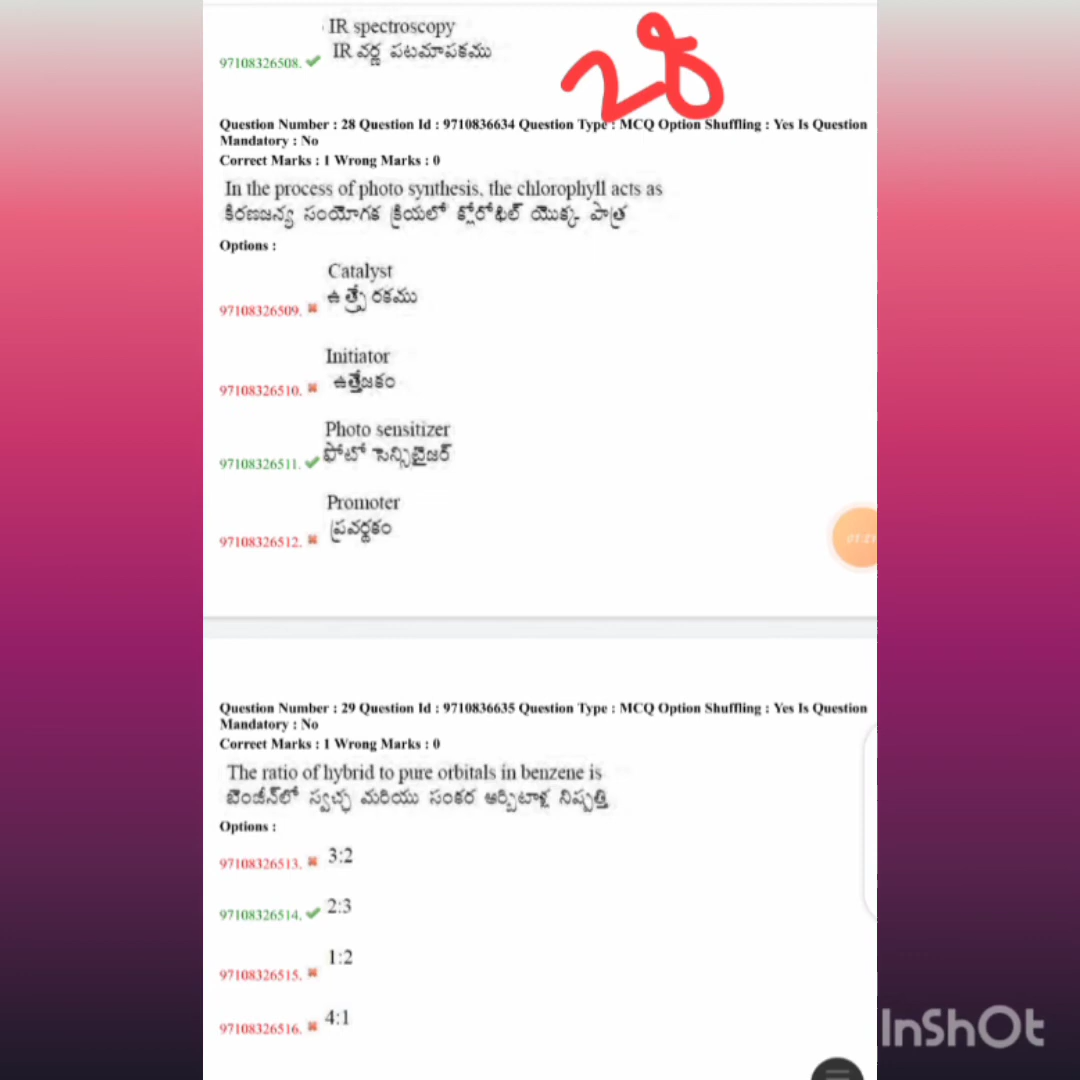 IR spectroscopy
IR వర్ణ పటమాపకము
97108326508.
28
Question Number : 28 Question Id : 9710836634 Question Type : MCQ Option Shuffling : Yes Is Question
Mandatory : No
Correct Marks : 1 Wrong Marks : 0
In the process of photo synthesis, the chlorophyll acts as
కిరణజన్య సంయోగక క్రియలో క్లోరోఫిల్ యొక్క పాత్ర
Options :
Catalyst
ఉ త్ప్రే రకము
97108326509.
Initiator
ఉత్తేజకం
97108326510.
Photo sensitizer
ఫోటో సెన్సిటైజర్
97108326511.
Promoter
ప్రవర్ధకం
97108326512.
01:21
Question Number : 29 Question Id : 9710836635 Question Type : MCQ Option Shuffling : Yes Is Question
Mandatory : No
Correct Marks : 1 Wrong Marks : 0
The ratio of hybrid to pure orbitals in benzene is
బెంజీన్‌లో స్వచ్ఛ మరియు సంకర ఆర్బిటాళ్ల నిష్పత్తి
Options :
97108326513. 3:2
97108326514. 2:3
97108326515. 1:2
97108326516. 4:1
InShOt